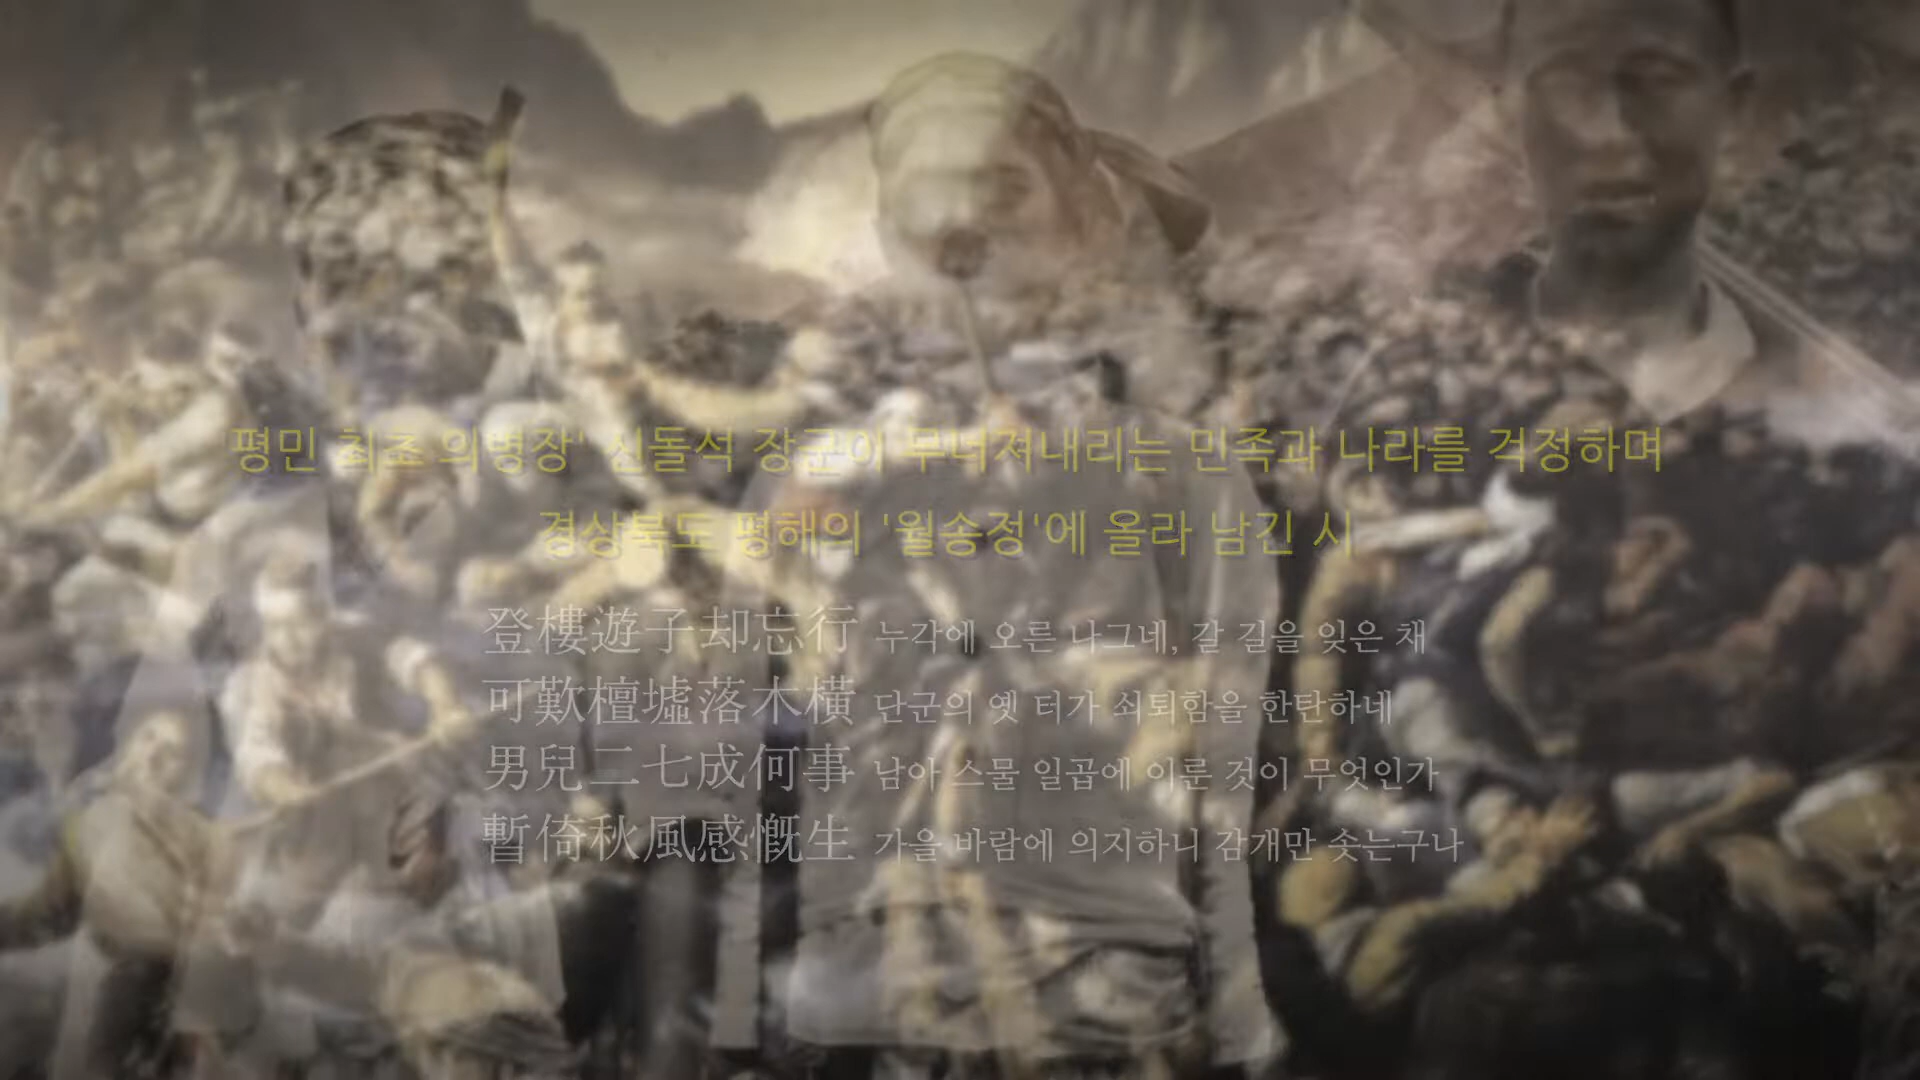 평민 최초 의병장' 신돌석 장군이 무너져내리는 민족과 나라를 걱정하며
경상북도 평해의 '월송정'에 올라 남긴 시
登樓遊子却忘行 누각에 오른 나그네, 갈 길을 잊은 채
可歎檀墟落木橫 단군의 옛 터가 쇠퇴함을 한탄하네
男兒二七成何事 남아 스물 일곱에 이룬 것이 무엇인가
暫倚秋風感慨生 가을 바람에 의지하니 감개만 솟는구나